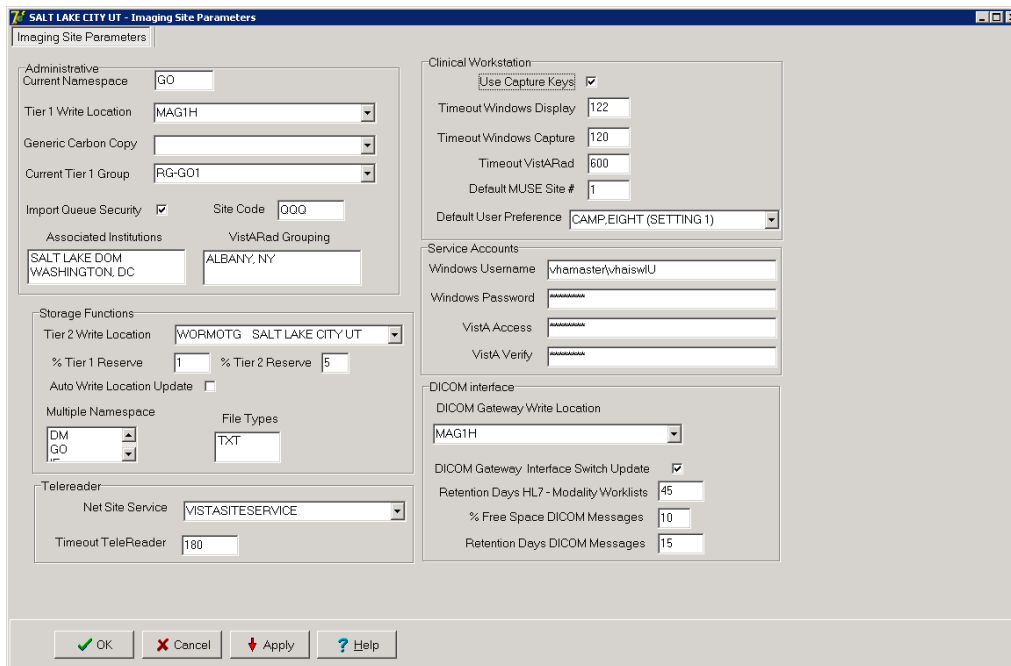 SALT LAKE CITY UT - Imaging Site Parameters
Imaging Site Parameters
Administrative
Current Namespace GO
Tier 1 Write Location MAG1H
Generic Carbon Copy
Current Tier 1 Group RG-GO1
Import Queue Security Site Code QQQ
Associated Institutions VistARad Grouping
SALT LAKE DOM ALBANY, NY
WASHINGTON, DC
Storage Functions
Tier 2 Write Location WORMOTG SALT LAKE CITY UT
% Tier 1 Reserve 1 % Tier 2 Reserve 5
Auto Write Location Update
Multiple Namespace File Types
DM TXT
GO
Telereader
Net Site Service VISTASITESERVICE
Timeout TeleReader 180
Clinical Workstation
Use Capture Keys
Timeout Windows Display 122
Timeout Windows Capture 120
Timeout VistARad 600
Default MUSE Site # 1
Default User Preference CAMP,EIGHT (SETTING 1)
Service Accounts
Windows Username vhamaster\vhaiswIU
Windows Password ********
VistA Access ********
VistA Verify ********
DICOM interface
DICOM Gateway Write Location
MAG1H
DICOM Gateway Interface Switch Update
Retention Days HL7 - Modality Worklists 45
% Free Space DICOM Messages 10
Retention Days DICOM Messages 15
OK Cancel Apply Help